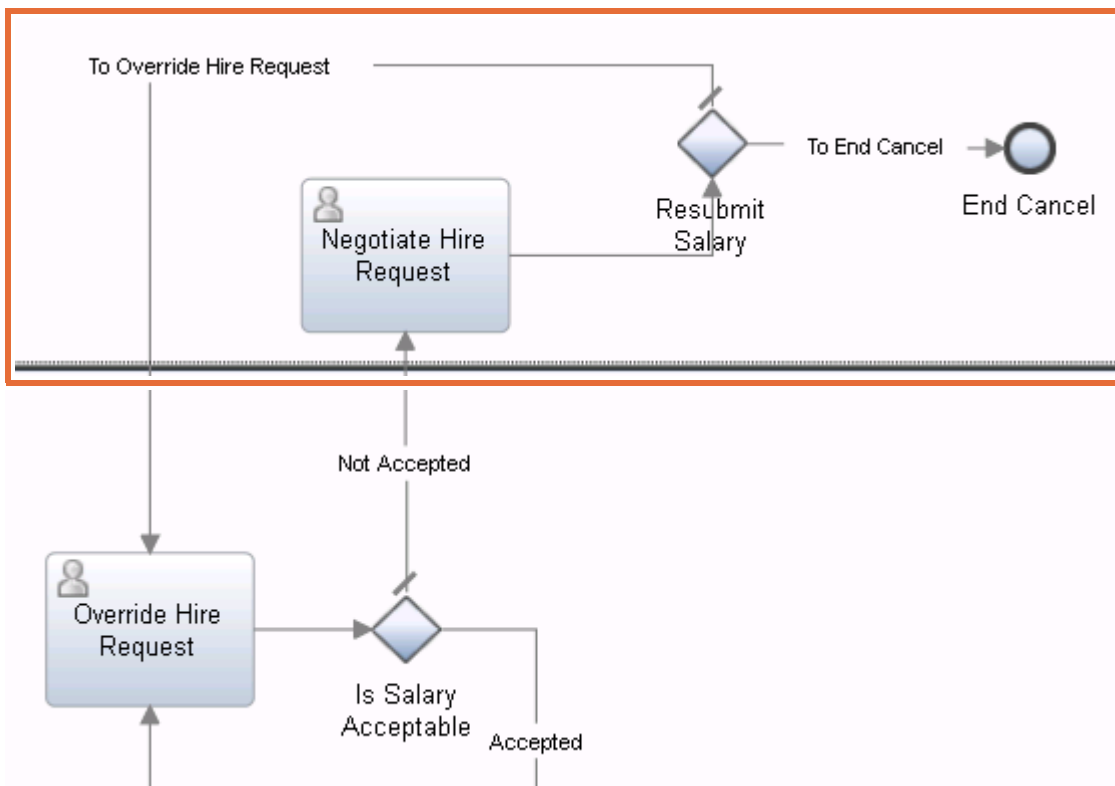 To Override Hire Request
To End Cancel
Resubmit
Salary
End Cancel
Negotiate Hire
Request
Not Accepted
Override Hire
Request
Is Salary
Acceptable
Accepted